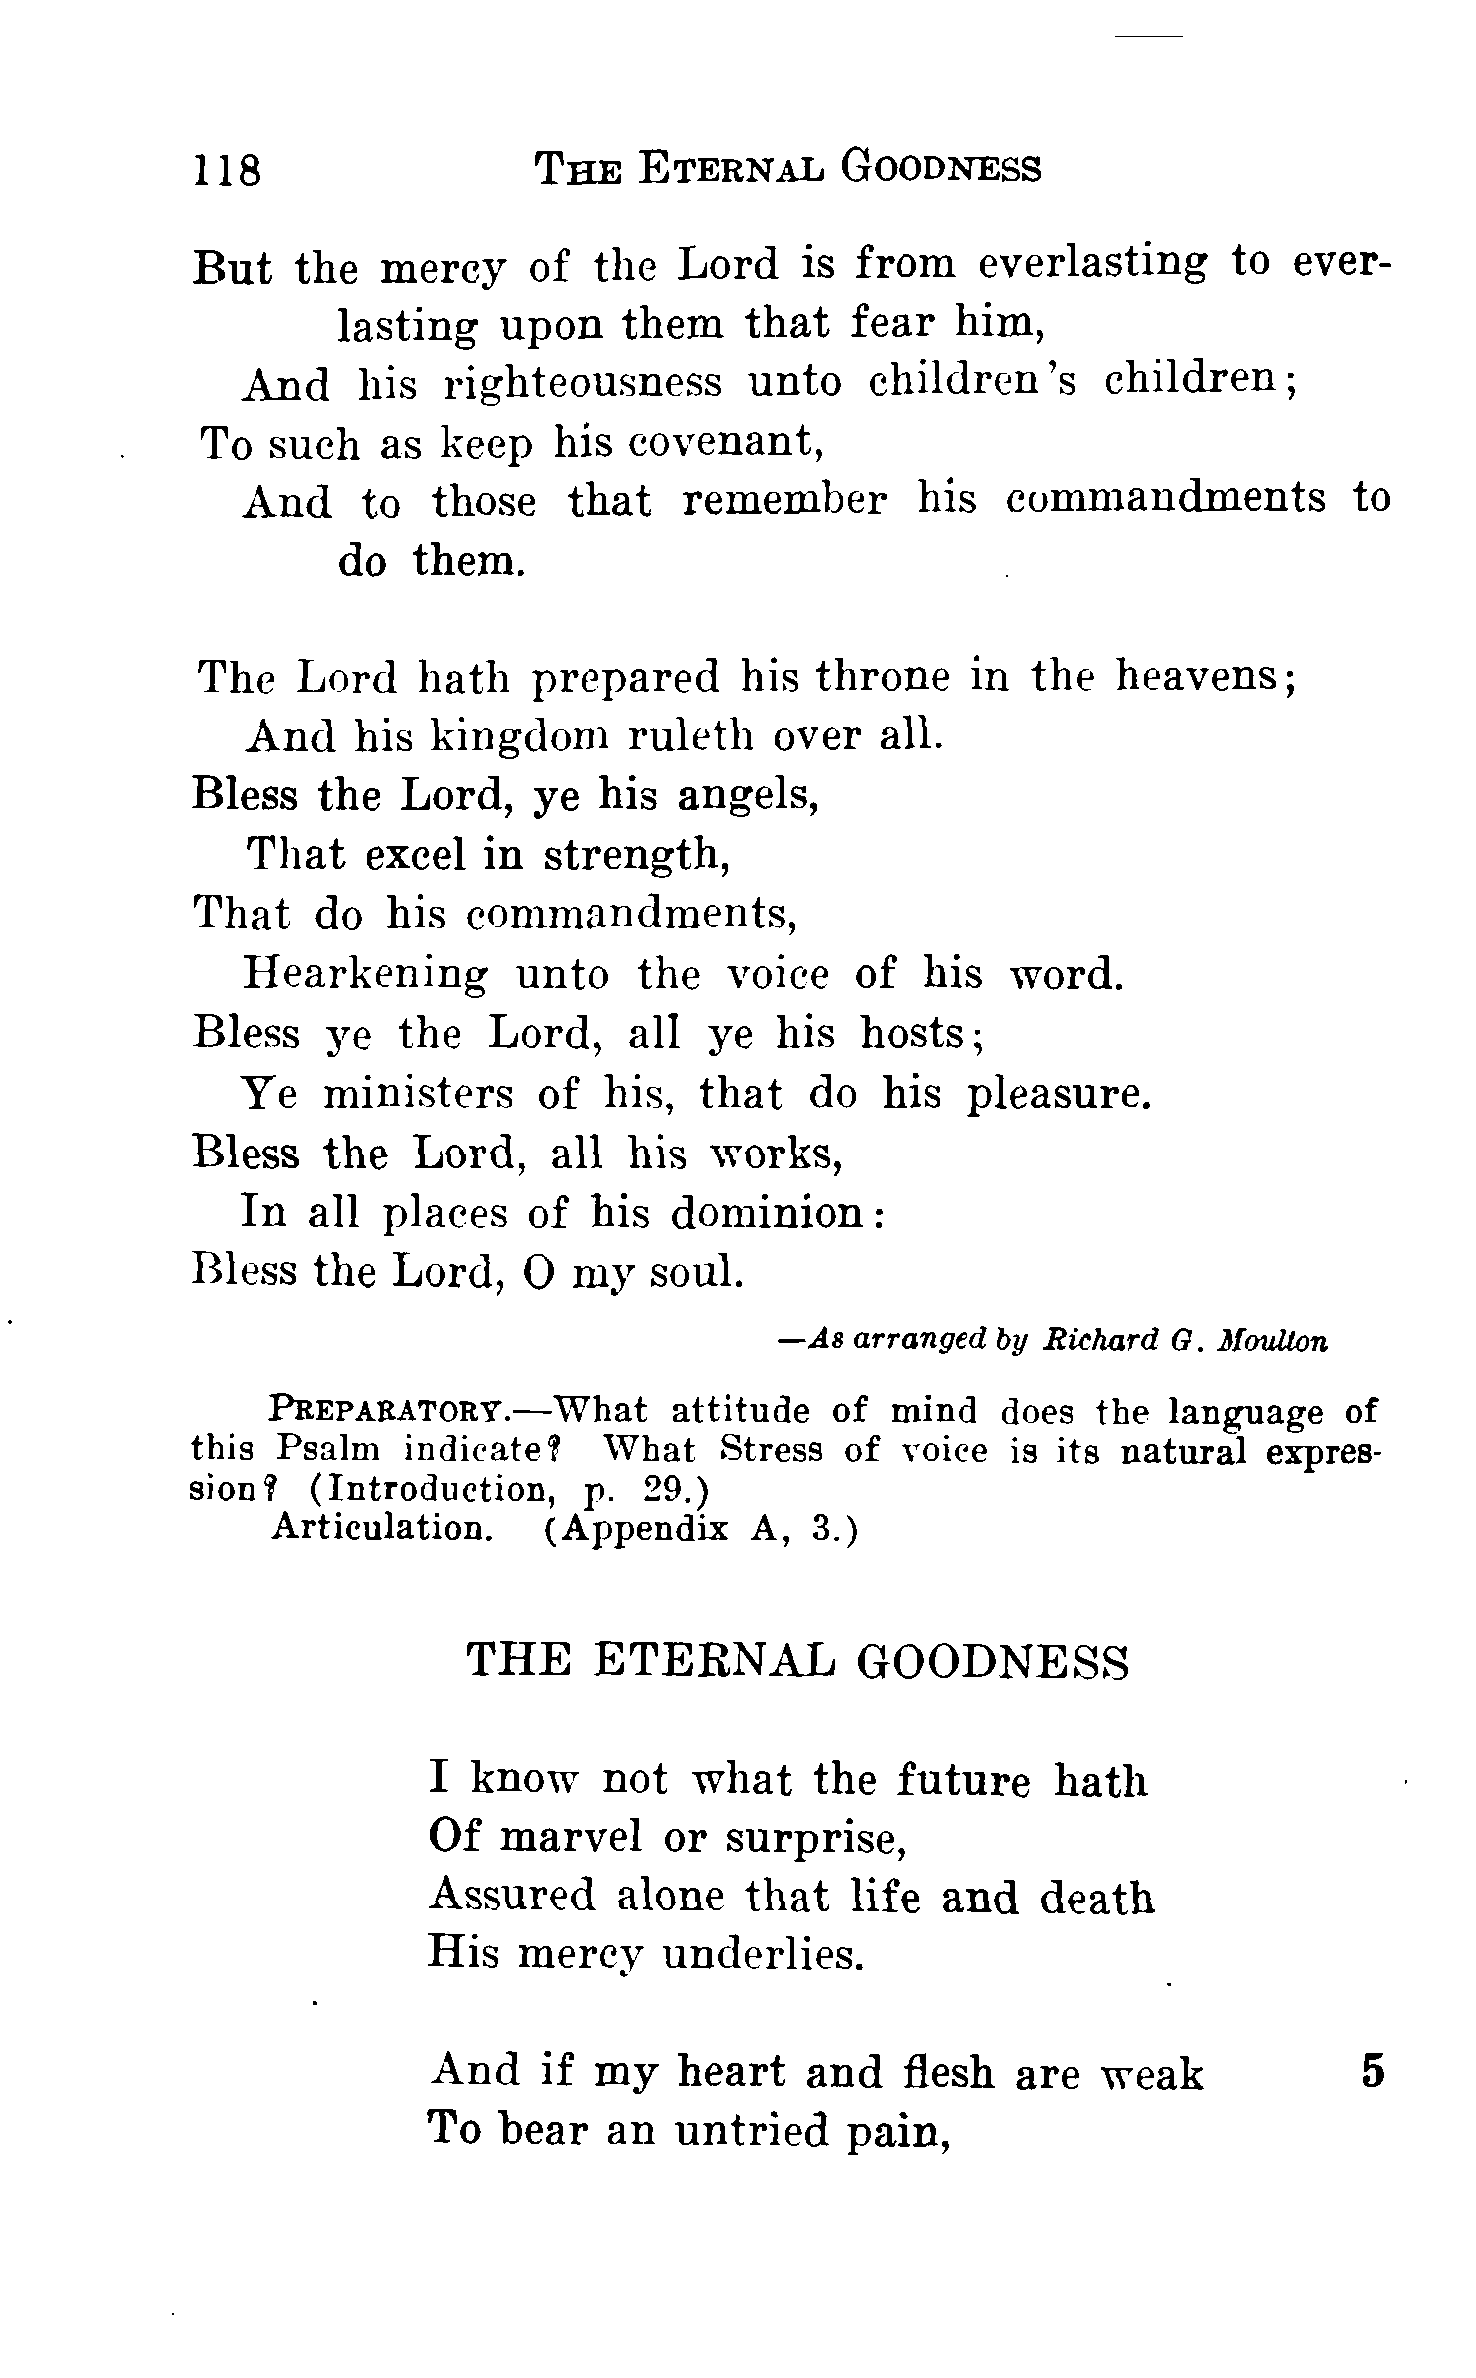 118 THE ETERNAL GOODNESS
But the mercy of the Lord is from everlasting to ever-
lasting upon them that fear him,
And his righteousness unto children's children;
To such as keep his covenant,
And to those that remember his commandments to
do them.
The Lord hath prepared his throne in the heavens;
And his kingdom ruleth over all.
Bless the Lord, ye his angels,
That excel in strength,
That do his commandments,
Hearkening unto the voice of his word.
Bless ye the Lord, all ye his hosts;
Ye ministers of his, that do his pleasure.
Bless the Lord, all his works,
In all places of his dominion:
Bless the Lord, O my soul.
—As arranged by Richard G. Moulton
PREPARATORY.—What attitude of mind does the language of
this Psalm indicate? What Stress of voice is its natural expres-
sion? (Introduction, p. 29.)
Articulation. (Appendix A, 3.)
THE ETERNAL GOODNESS
I know not what the future hath
Of marvel or surprise,
Assured alone that life and death
His mercy underlies.
And if my heart and flesh are weak 5
To bear an untried pain,